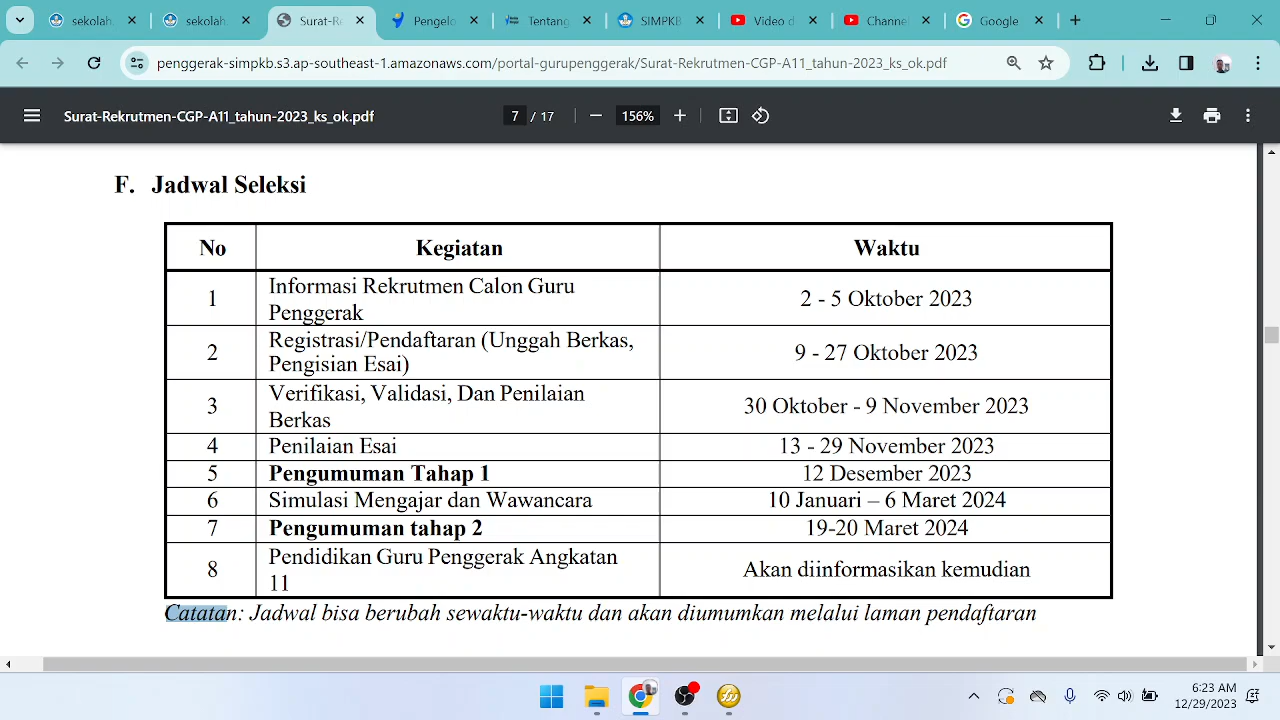 sekolah.
sekolah.
Surat-Re
Pengelo
Tentang
SIMPKB
Video d
Channel
Google
penggerak-simpkb.s3.ap-southeast-1.amazonaws.com/portal-gurupenggerak/Surat-Rekrutmen-CGP-A11_tahun-2023_ks_ok.pdf
Surat-Rekrutmen-CGP-A11_tahun-2023_ks_ok.pdf
7 / 17
156%
F. Jadwal Seleksi
No Kegiatan Waktu
1 Informasi Rekrutmen Calon Guru
Penggerak
2 - 5 Oktober 2023
2 Registrasi/Pendaftaran (Unggah Berkas,
Pengisian Esai)
9 - 27 Oktober 2023
3 Verifikasi, Validasi, Dan Penilaian
Berkas
30 Oktober - 9 November 2023
4 Penilaian Esai 13 - 29 November 2023
5 Pengumuman Tahap 1 12 Desember 2023
6 Simulasi Mengajar dan Wawancara 10 Januari – 6 Maret 2024
7 Pengumuman tahap 2 19-20 Maret 2024
8 Pendidikan Guru Penggerak Angkatan
11
Akan diinformasikan kemudian
Catatan: Jadwal bisa berubah sewaktu-waktu dan akan diumumkan melalui laman pendaftaran
6:23 AM
12/29/2023